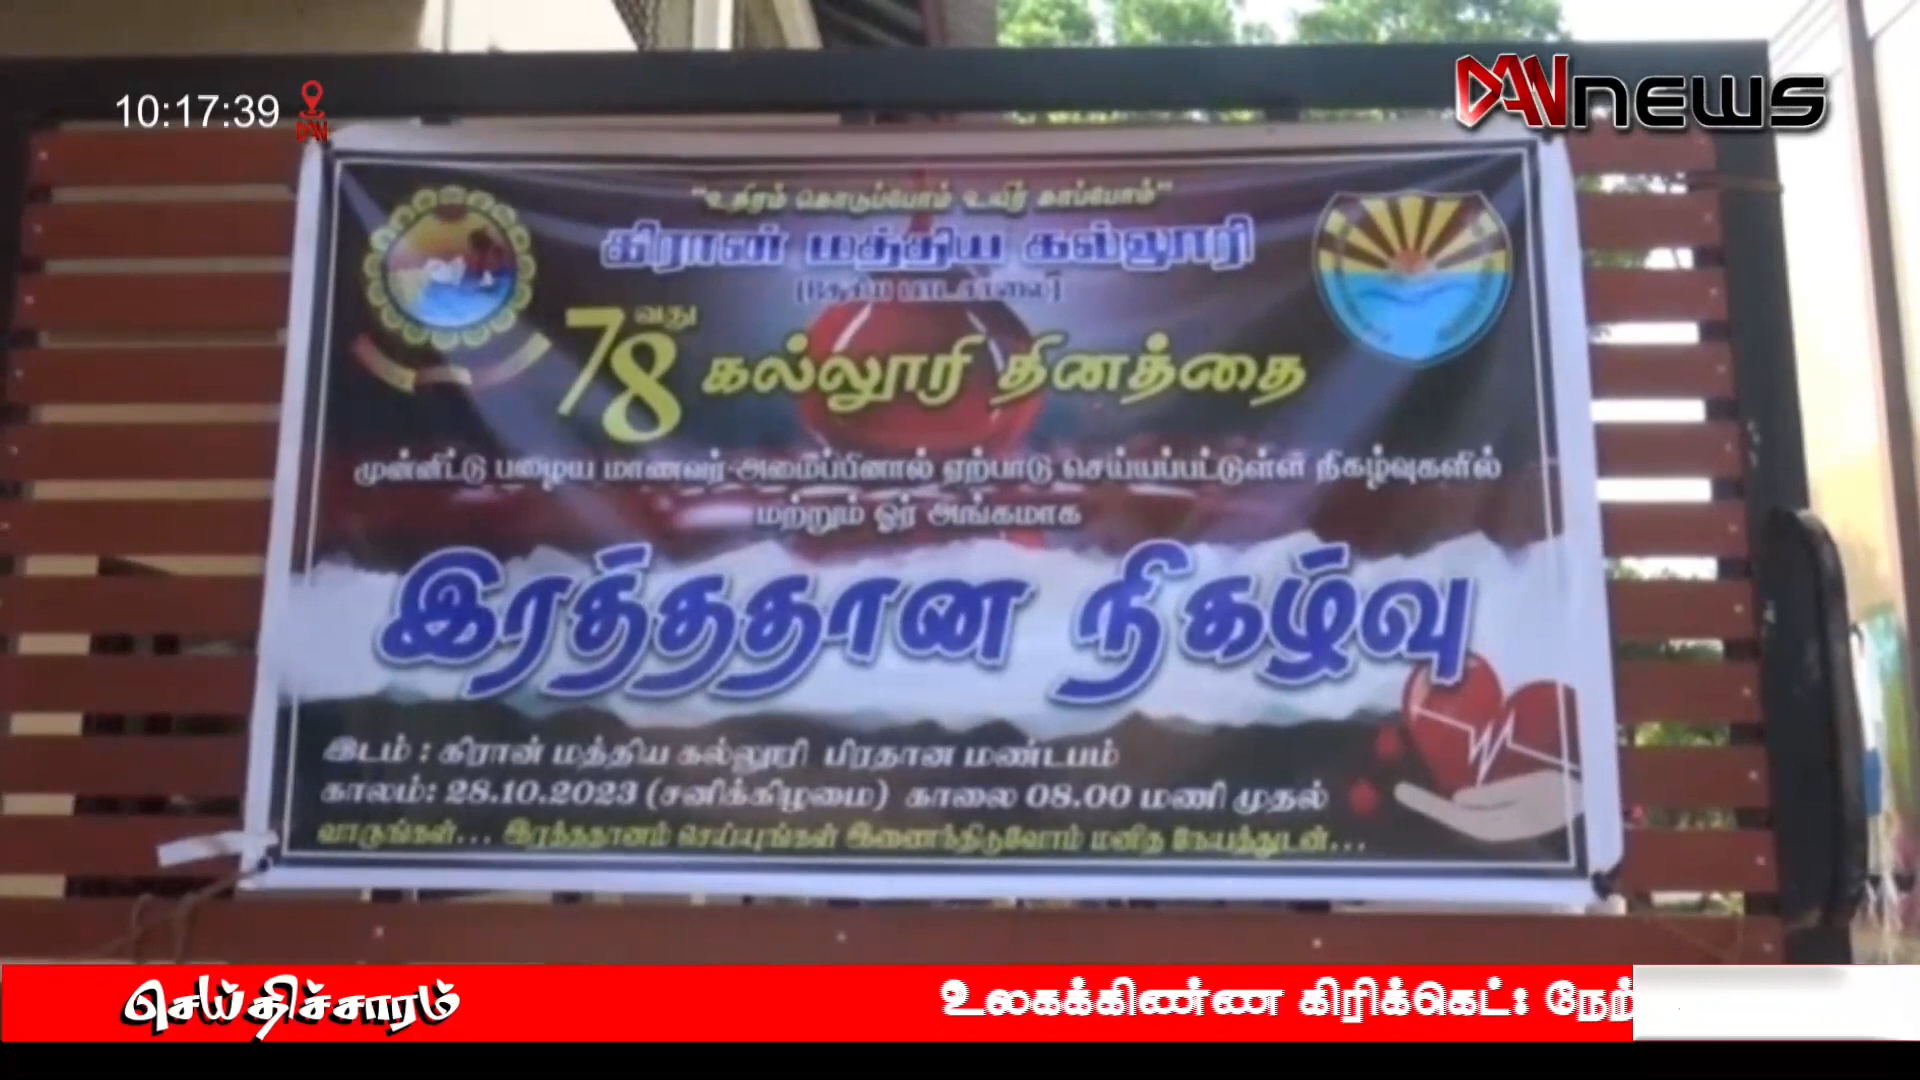 10:17:39
DAN
DAN news
"உதிரம் கொடுப்போம் உயிர் காப்போம்"
கிரான் மத்திய கல்லூரி
(தேசிய பாடசாலை)
78 வது கல்லூரி தினத்தை
முன்னிட்டு பழைய மாணவர் அமைப்பினால் ஏற்பாடு செய்யப்பட்டுள்ள நிகழ்வுகளில்
மற்றும் ஓர் அங்கமாக
இரத்ததான நிகழ்வு
இடம் : கிரான் மத்திய கல்லூரி பிரதான மண்டபம்
காலம்: 28.10.2023 (சனிக்கிழமை) காலை 08.00 மணி முதல்
வாருங்கள்... இரத்ததானம் செய்யுங்கள் இணைந்திடுவோம் மனித நேயத்துடன்...
செய்திச்சாரம்
உலகக்கிண்ண கிரிக்கெட்: நேற்